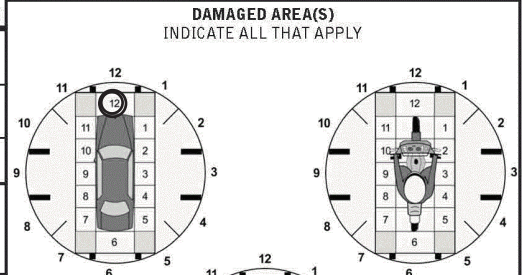 DAMAGED AREA(S)
INDICATE ALL THAT APPLY
12 12
11 1 11 1
12 12
10 11 1 2 10 11 1 2
10 2 10 2
9 9 3 3 9 9 3 3
8 4 8 4
8 7 5 4 8 7 5 4
6 6
7 5 7 5
6 12 6
11 1